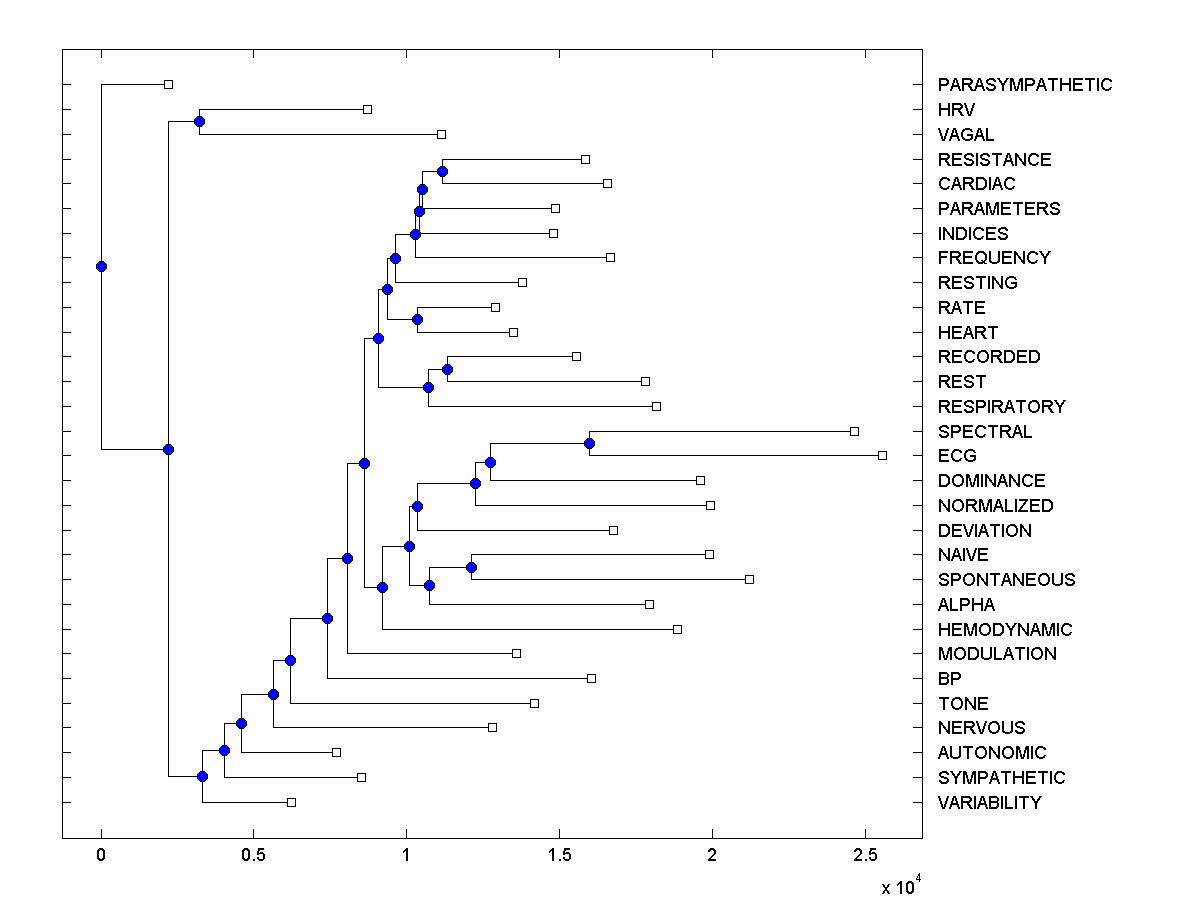 PARASYMPATHETIC
HRV
VAGAL
RESISTANCE
CARDIAC
PARAMETERS
INDICES
FREQUENCY
RESTING
RATE
HEART
RECORDED
REST
RESPIRATORY
SPECTRAL
ECG
DOMINANCE
NORMALIZED
DEVIATION
NAIVE
SPONTANEOUS
ALPHA
HEMODYNAMIC
MODULATION
BP
TONE
NERVOUS
AUTONOMIC
SYMPATHETIC
VARIABILITY
0 0.5 1 1.5 2 2.5
x 10⁴